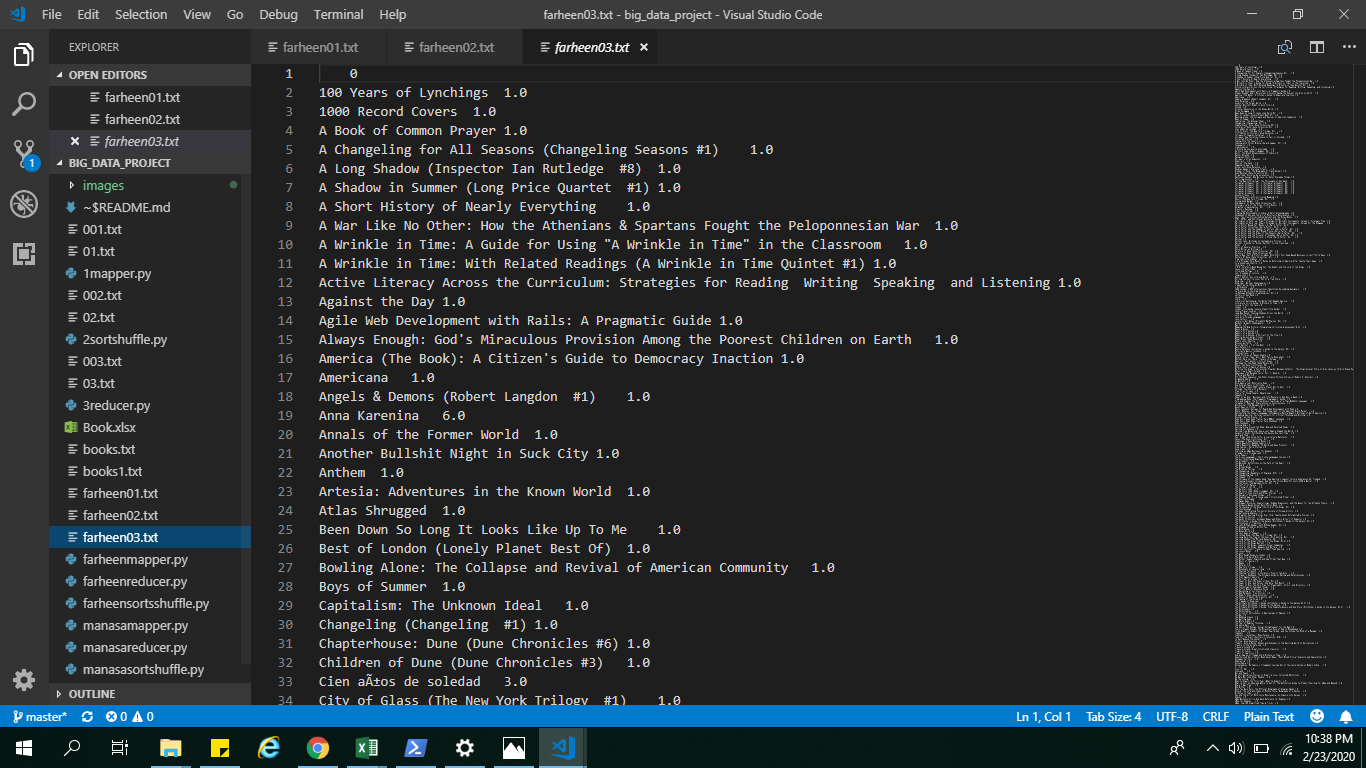 File Edit Selection View Go Debug Terminal Help
farheen03.txt - big_data_project - Visual Studio Code
EXPLORER
OPEN EDITORS
farheen01.txt
farheen02.txt
farheen03.txt
BIG_DATA_PROJECT
images
~$README.md
001.txt
01.txt
1mapper.py
002.txt
02.txt
2sortshuffle.py
003.txt
03.txt
3reducer.py
Book.xlsx
books.txt
books1.txt
farheen01.txt
farheen02.txt
farheen03.txt
farheenmapper.py
farheenreducer.py
farheensortsshuffle.py
manasamapper.py
manasareducer.py
manasasortshuffle.py
OUTLINE
1
farheen01.txt farheen02.txt farheen03.txt
1 0
2 100 Years of Lynchings 1.0
3 1000 Record Covers 1.0
4 A Book of Common Prayer 1.0
5 A Changeling for All Seasons (Changeling Seasons #1) 1.0
6 A Long Shadow (Inspector Ian Rutledge #8) 1.0
7 A Shadow in Summer (Long Price Quartet #1) 1.0
8 A Short History of Nearly Everything 1.0
9 A War Like No Other: How the Athenians & Spartans Fought the Peloponnesian War 1.0
10 A Wrinkle in Time: A Guide for Using "A Wrinkle in Time" in the Classroom 1.0
11 A Wrinkle in Time: With Related Readings (A Wrinkle in Time Quintet #1) 1.0
12 Active Literacy Across the Curriculum: Strategies for Reading Writing Speaking and Listening 1.0
13 Against the Day 1.0
14 Agile Web Development with Rails: A Pragmatic Guide 1.0
15 Always Enough: God's Miraculous Provision Among the Poorest Children on Earth 1.0
16 America (The Book): A Citizen's Guide to Democracy Inaction 1.0
17 Americana 1.0
18 Angels & Demons (Robert Langdon #1) 1.0
19 Anna Karenina 6.0
20 Annals of the Former World 1.0
21 Another Bullshit Night in Suck City 1.0
22 Anthem 1.0
23 Artesia: Adventures in the Known World 1.0
24 Atlas Shrugged 1.0
25 Been Down So Long It Looks Like Up To Me 1.0
26 Best of London (Lonely Planet Best Of) 1.0
27 Bowling Alone: The Collapse and Revival of American Community 1.0
28 Boys of Summer 1.0
29 Capitalism: The Unknown Ideal 1.0
30 Changeling (Changeling #1) 1.0
31 Chapterhouse: Dune (Dune Chronicles #6) 1.0
32 Children of Dune (Dune Chronicles #3) 1.0
33 Cien aÃ±os de soledad 3.0
34 City of Glass (The New York Trilogy #1) 1.0
master* 0 0 Ln 1, Col 1 Tab Size: 4 UTF-8 CRLF Plain Text
10:38 PM
2/23/2020